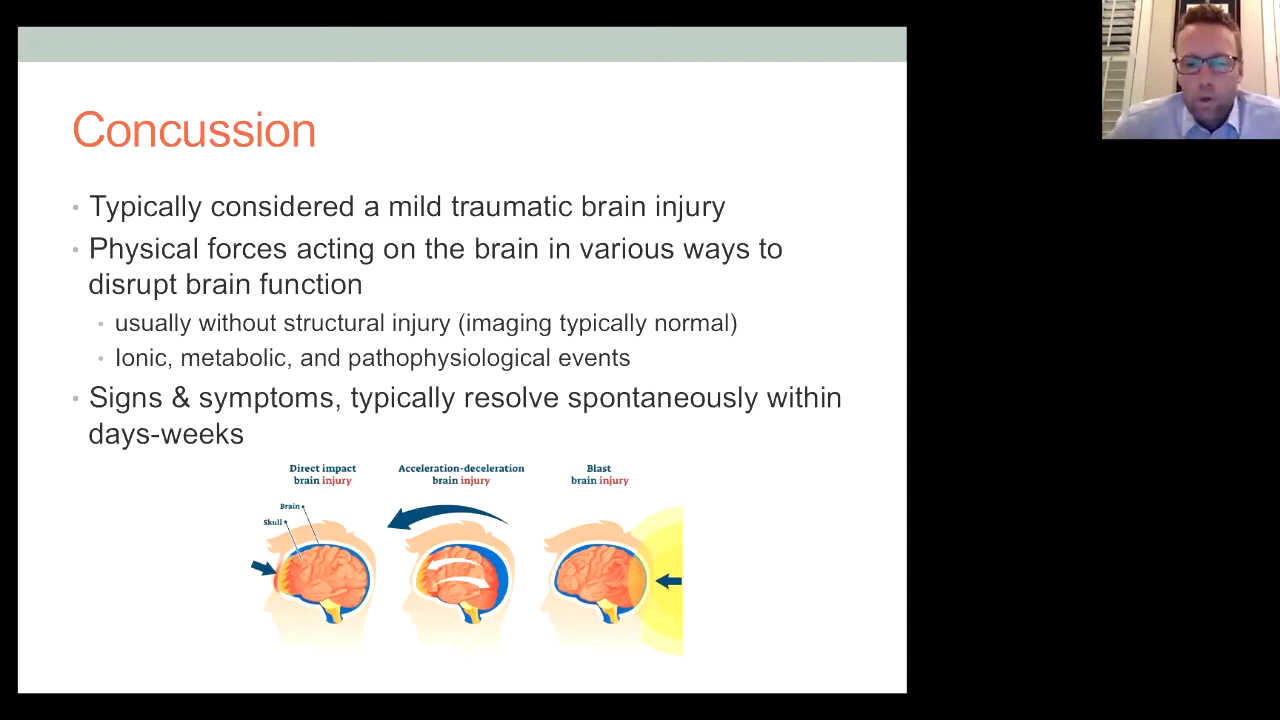 Concussion
• Typically considered a mild traumatic brain injury
• Physical forces acting on the brain in various ways to
disrupt brain function
• usually without structural injury (imaging typically normal)
• Ionic, metabolic, and pathophysiological events
• Signs & symptoms, typically resolve spontaneously within
days-weeks
Direct impact
brain injury
Acceleration-deceleration
brain injury
Blast
brain injury
Brain
Skull